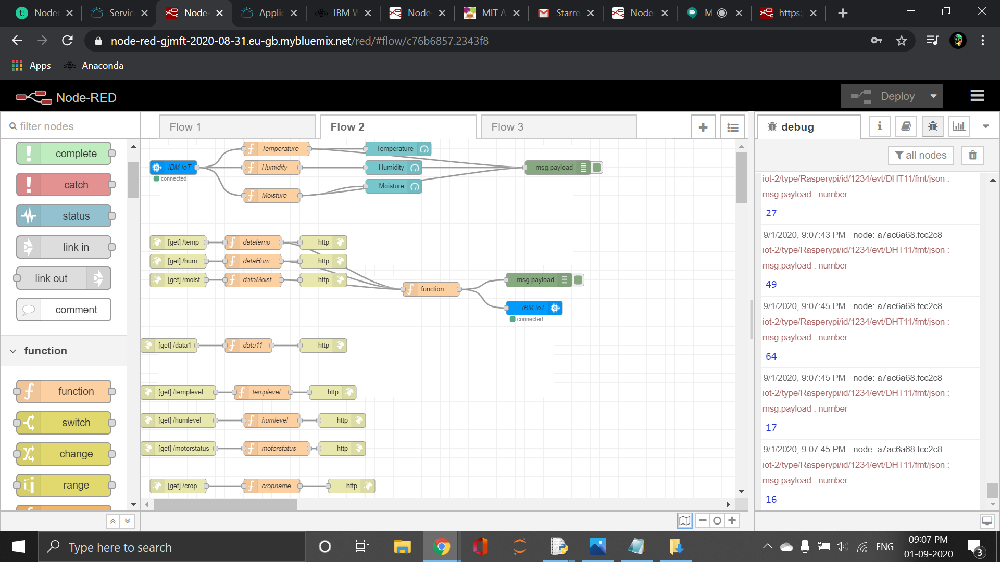 Node
Servic
Node-
Applic
IBM W
Node
MIT A
Starre
Node
M
https:
node-red-gjmft-2020-08-31.eu-gb.mybluemix.net/red/#flow/c76b6857.2343f8
Apps
Anaconda
Node-RED
Deploy
filter nodes
Flow 1
Flow 2
Flow 3
debug
all nodes
complete
catch
status
link in
link out
comment
function
function
switch
change
range
IBM IoT
connected
Temperature
Humidity
Moisture
Temperature
Humidity
Moisture
msg.payload
[get] /temp
datatemp
http
[get] /hum
dataHum
http
[get] /moist
dataMoist
http
function
msg.payload
IBM IoT
connected
[get] /data1
data11
http
[get] /templevel
templevel
http
[get] /humlevel
humlevel
http
[get] /motorstatus
motorstatus
http
[get] /crop
cropname
http
iot-2/type/Rasperypi/id/1234/evt/DHT11/fmt/json :
msg.payload : number
27
9/1/2020, 9:07:43 PM node: a7ac6a68.fcc2c8
iot-2/type/Rasperypi/id/1234/evt/DHT11/fmt/json :
msg.payload : number
49
9/1/2020, 9:07:45 PM node: a7ac6a68.fcc2c8
iot-2/type/Rasperypi/id/1234/evt/DHT11/fmt/json :
msg.payload : number
64
9/1/2020, 9:07:45 PM node: a7ac6a68.fcc2c8
iot-2/type/Rasperypi/id/1234/evt/DHT11/fmt/json :
msg.payload : number
17
9/1/2020, 9:07:45 PM node: a7ac6a68.fcc2c8
iot-2/type/Rasperypi/id/1234/evt/DHT11/fmt/json :
msg.payload : number
16
Type here to search
ENG
09:07 PM
01-09-2020
3